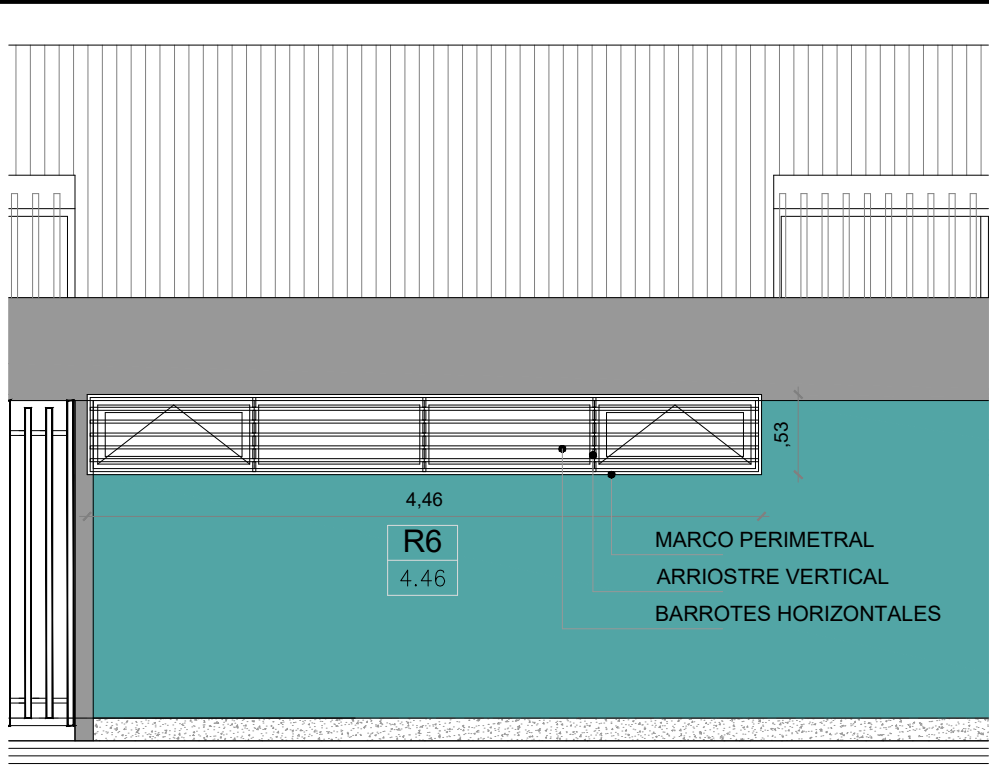 ,53
4,46
R6
4.46
MARCO PERIMETRAL
ARRIOSTRE VERTICAL
BARROTES HORIZONTALES